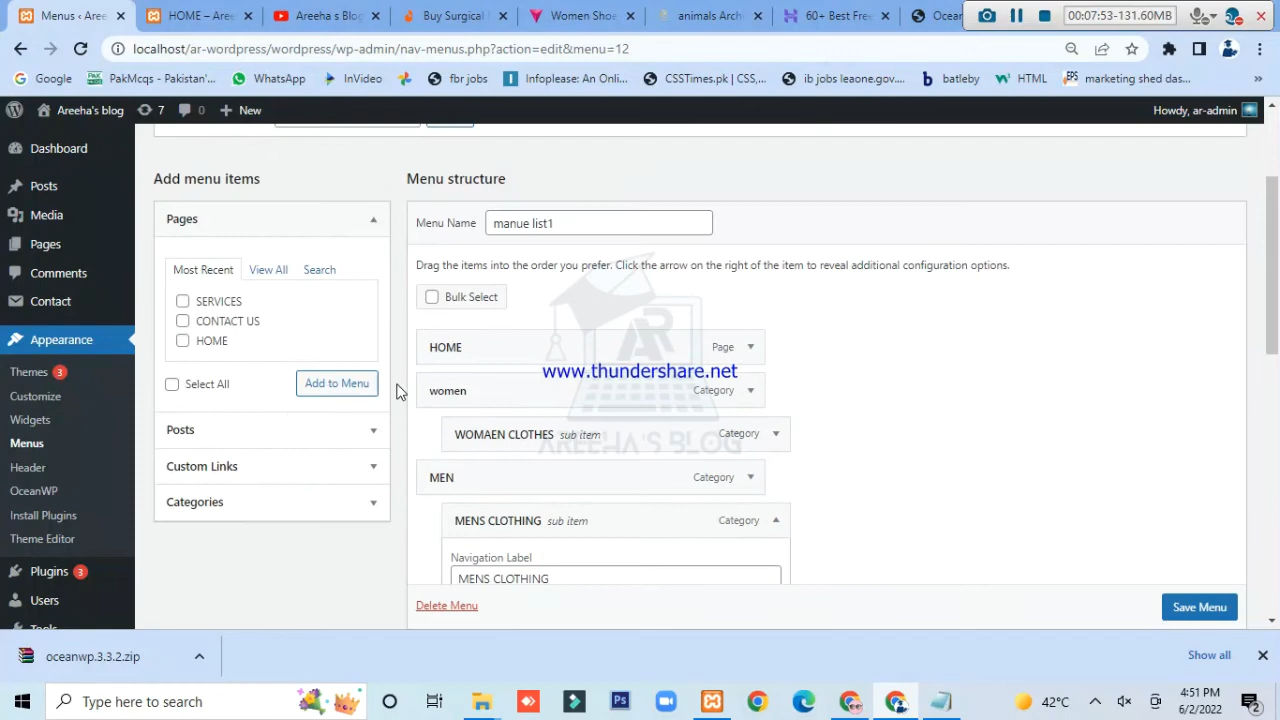 Menus ‹ Aree
HOME – Aree
Areeha's Blog
Buy Surgical
Women Shoe
animals Arch
60+ Best Free
Ocean
00:07:53-131.60MB
localhost/ar-wordpress/wordpress/wp-admin/nav-menus.php?action=edit&menu=12
Google
PakMcqs - Pakistan'...
WhatsApp
InVideo
fbr jobs
Infoplease: An Onli...
CSSTimes.pk | CSS,...
ib jobs leaone.gov....
batleby
HTML
marketing shed das...
»
Areeha's blog
7
0
New
Howdy, ar-admin
Dashboard
Posts
Media
Pages
Comments
Contact
Appearance
Themes 3
Customize
Widgets
Menus
Header
OceanWP
Install Plugins
Theme Editor
Plugins 3
Users
Tools
Add menu items
Pages
Most Recent
View All
Search
SERVICES
CONTACT US
HOME
Select All
Add to Menu
Posts
Custom Links
Categories
Menu structure
Menu Name
manue list1
Drag the items into the order you prefer. Click the arrow on the right of the item to reveal additional configuration options.
Bulk Select
HOME
Page
www.thundershare.net
women
Category
WOMAEN CLOTHES sub item
Category
AR
AREEHA'S BLOG
MEN
Category
MENS CLOTHING sub item
Category
Navigation Label
MENS CLOTHING
Delete Menu
Save Menu
oceanwp.3.3.2.zip
Show all
Type here to search
Ps
42°C
4:51 PM
6/2/2022
2